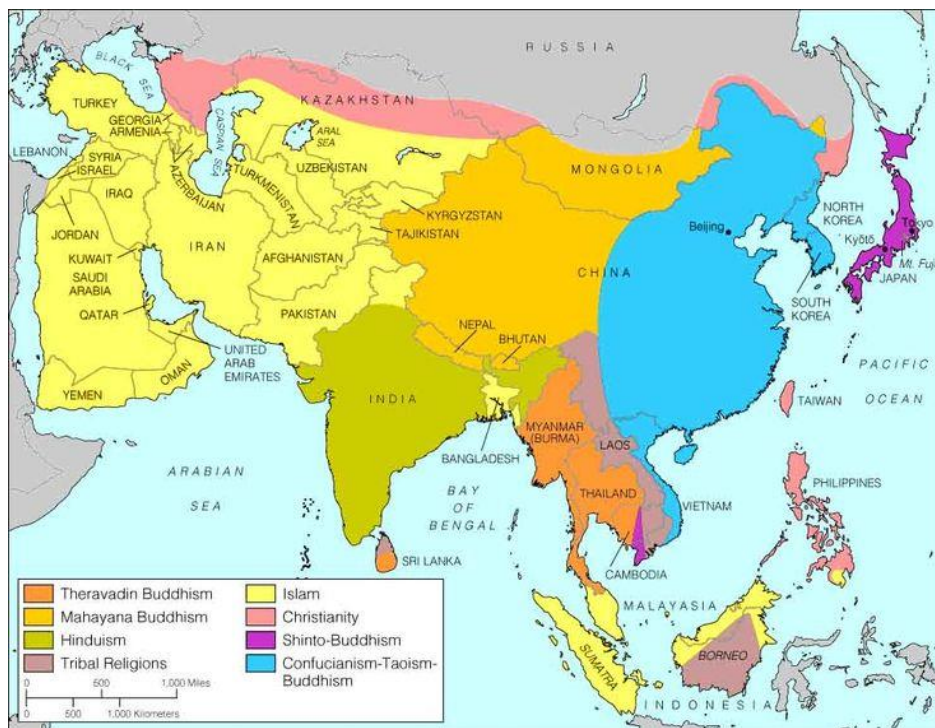 RUSSIA
BLACK SEA
KAZAKHSTAN
TURKEY
GEORGIA
ARMENIA
CASPIAN SEA
ARAL
SEA
LEBANON
SYRIA
ISRAEL
UZBEKISTAN
MONGOLIA
AZERBAIJAN
TURKMENISTAN
IRAQ
KYRGYZSTAN
TAJIKISTAN
NORTH
KOREA
Beijing
Tokyo
Kyōtō
Mt. Fuji
JAPAN
JORDAN
IRAN
AFGHANISTAN
KUWAIT
SAUDI
ARABIA
CHINA
SOUTH
KOREA
QATAR
PAKISTAN
NEPAL
BHUTAN
UNITED
ARAB
EMIRATES
OMAN
YEMEN
INDIA
PACIFIC
OCEAN
TAIWAN
MYANMAR
(BURMA)
LAOS
BANGLADESH
ARABIAN
SEA
BAY
OF
BENGAL
THAILAND
VIETNAM
PHILIPPINES
SRI LANKA
CAMBODIA
MALAYASIA
BORNEO
SUMATRA
INDONESIA
Theravadin Buddhism
Mahayana Buddhism
Hinduism
Tribal Religions
Islam
Christianity
Shinto-Buddhism
Confucianism-Taoism-
Buddhism
0 500 1,000 Miles
0 500 1,000 Kilometers